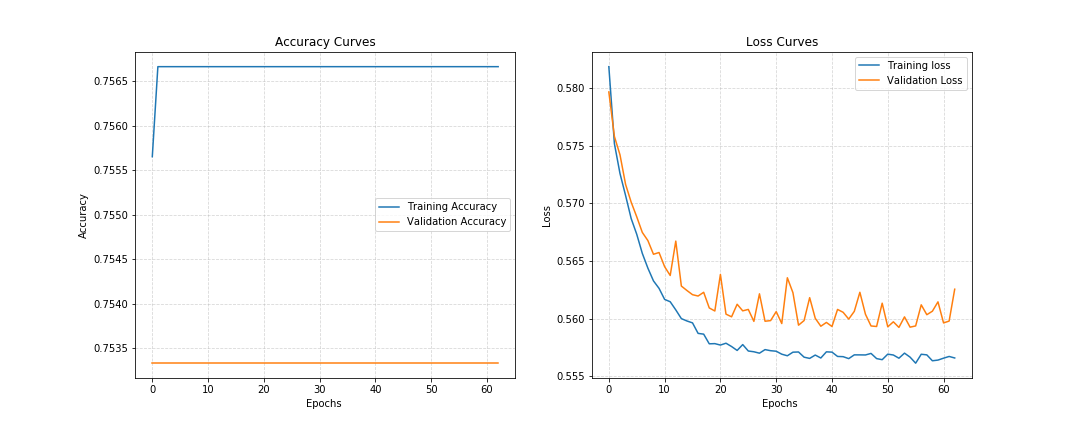 Accuracy Curves
0.7565
0.7560
0.7555
0.7550
0.7545
0.7540
0.7535
Accuracy
0 10 20 30 40 50 60
Epochs
Training Accuracy
Validation Accuracy
Loss Curves
0.580
0.575
0.570
0.565
0.560
0.555
Loss
0 10 20 30 40 50 60
Epochs
Training loss
Validation Loss